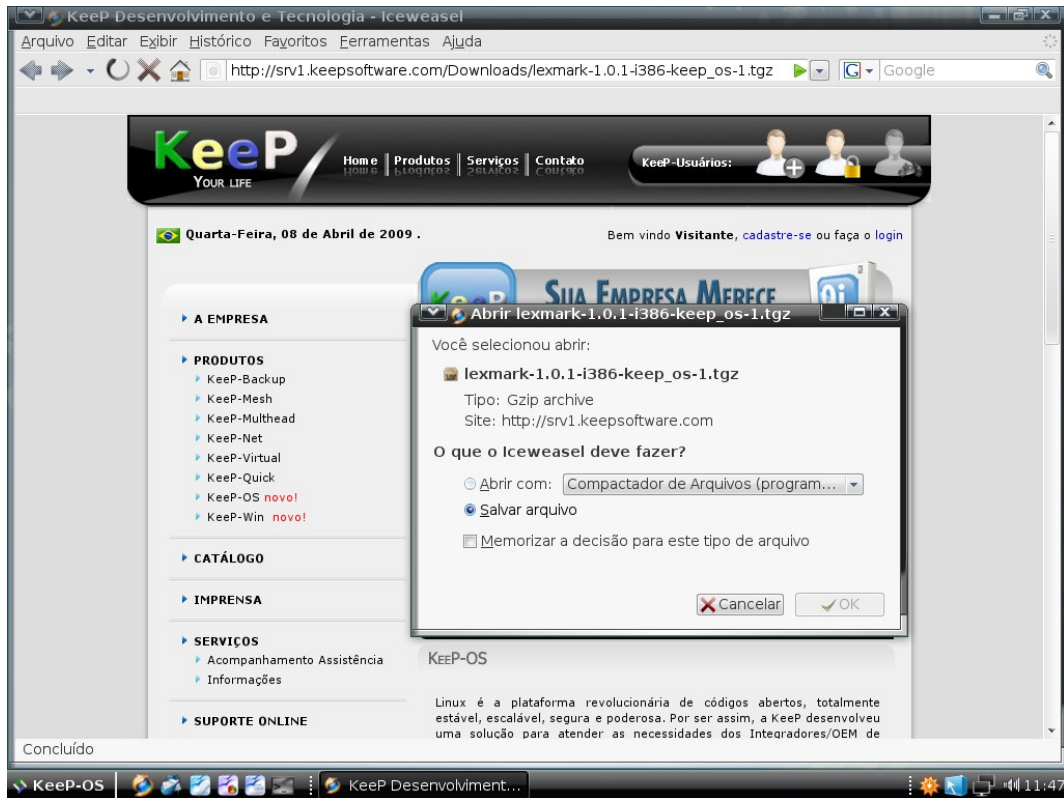 KeeP Desenvolvimento e Tecnologia - Iceweasel
Arquivo Editar Exibir Histórico Favoritos Ferramentas Ajuda
http://srv1.keepsoftware.com/Downloads/lexmark-1.0.1-i386-keep_os-1.tgz
G
Google
KeeP
YOUR LIFE
Home Produtos Serviços Contato
KeeP-Usuários:
Quarta-Feira, 08 de Abril de 2009 .
Bem vindo Visitante, cadastre-se ou faça o login
KeeP
SUA EMPRESA MERECE
A EMPRESA
PRODUTOS
KeeP-Backup
KeeP-Mesh
KeeP-Multhead
KeeP-Net
KeeP-Virtual
KeeP-Quick
KeeP-OS novo!
KeeP-Win novo!
CATÁLOGO
IMPRENSA
SERVIÇOS
Acompanhamento Assistência
Informações
SUPORTE ONLINE
Abrir lexmark-1.0.1-i386-keep_os-1.tgz
Você selecionou abrir:
lexmark-1.0.1-i386-keep_os-1.tgz
Tipo: Gzip archive
Site: http://srv1.keepsoftware.com
O que o Iceweasel deve fazer?
Abrir com: Compactador de Arquivos (program...
Salvar arquivo
Memorizar a decisão para este tipo de arquivo
Cancelar
OK
KEEP-OS
Linux é a plataforma revolucionária de códigos abertos, totalmente
estável, escalável, segura e poderosa. Por ser assim, a KeeP desenvolveu
uma solução para atender as necessidades dos Integradores/OEM de
Concluído
KeeP-OS
KeeP Desenvolviment...
11:47